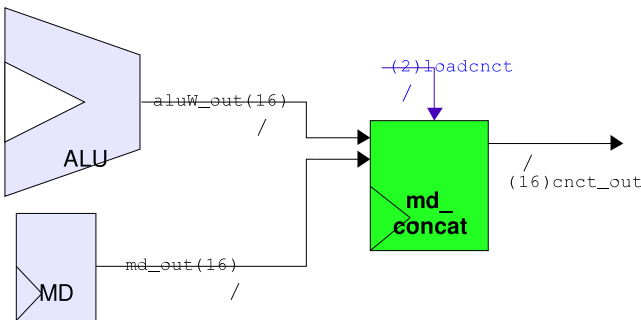 (2)loadcnct
/
aluW_out(16)
/
ALU
/
(16)cnct_out
md_
concat
md_out(16)
/
MD